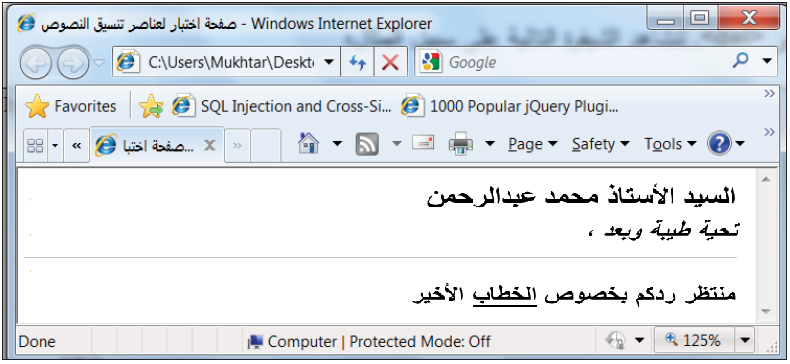 صفحة اختبار لعناصر تنسيق النصوص - Windows Internet Explorer
C:\Users\Mukhtar\Deskt Google
Favorites SQL Injection and Cross-Si... 1000 Popular jQuery Plugi...
صفحة اختبا... Page Safety Tools
السيد الأستاذ محمد عبدالرحمن
تحية طيبة وبعد ،
منتظر ردكم بخصوص الخطاب الأخير
Done Computer | Protected Mode: Off 125%